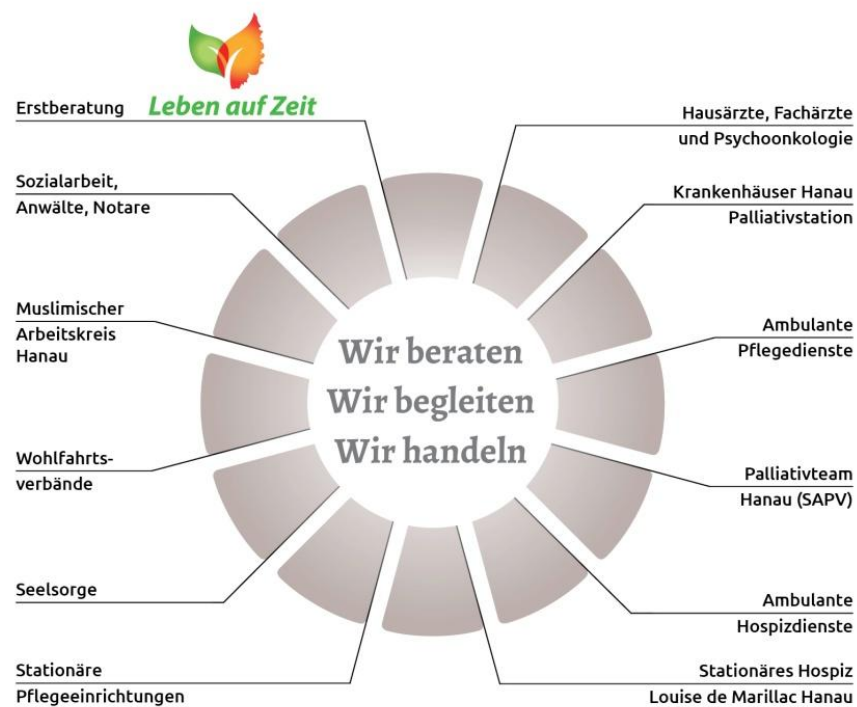 Leben auf Zeit
Erstberatung
Sozialarbeit,
Anwälte, Notare
Muslimischer
Arbeitskreis
Hanau
Wohlfahrts-
verbände
Seelsorge
Stationäre
Pflegeeinrichtungen
Wir beraten
Wir begleiten
Wir handeln
Hausärzte, Fachärzte
und Psychoonkologie
Krankenhäuser Hanau
Palliativstation
Ambulante
Pflegedienste
Palliativteam
Hanau (SAPV)
Ambulante
Hospizdienste
Stationäres Hospiz
Louise de Marillac Hanau